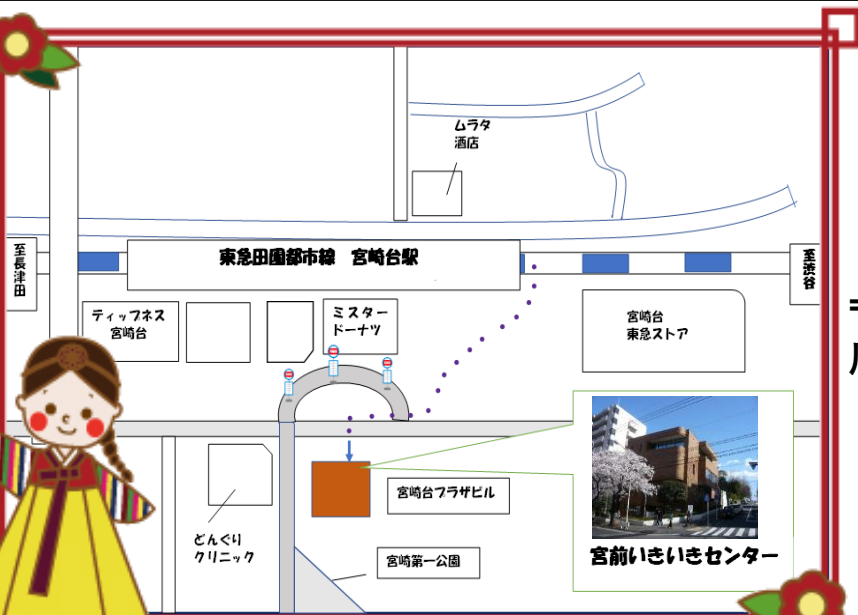 ムラタ
酒店
東急田園都市線　宮崎台駅
至長津田
至渋谷
ティップネス
宮崎台
ミスター
ドーナツ
宮崎台
東急ストア
宮崎台プラザビル
宮前いきいきセンター
どんぐり
クリニック
宮崎第一公園